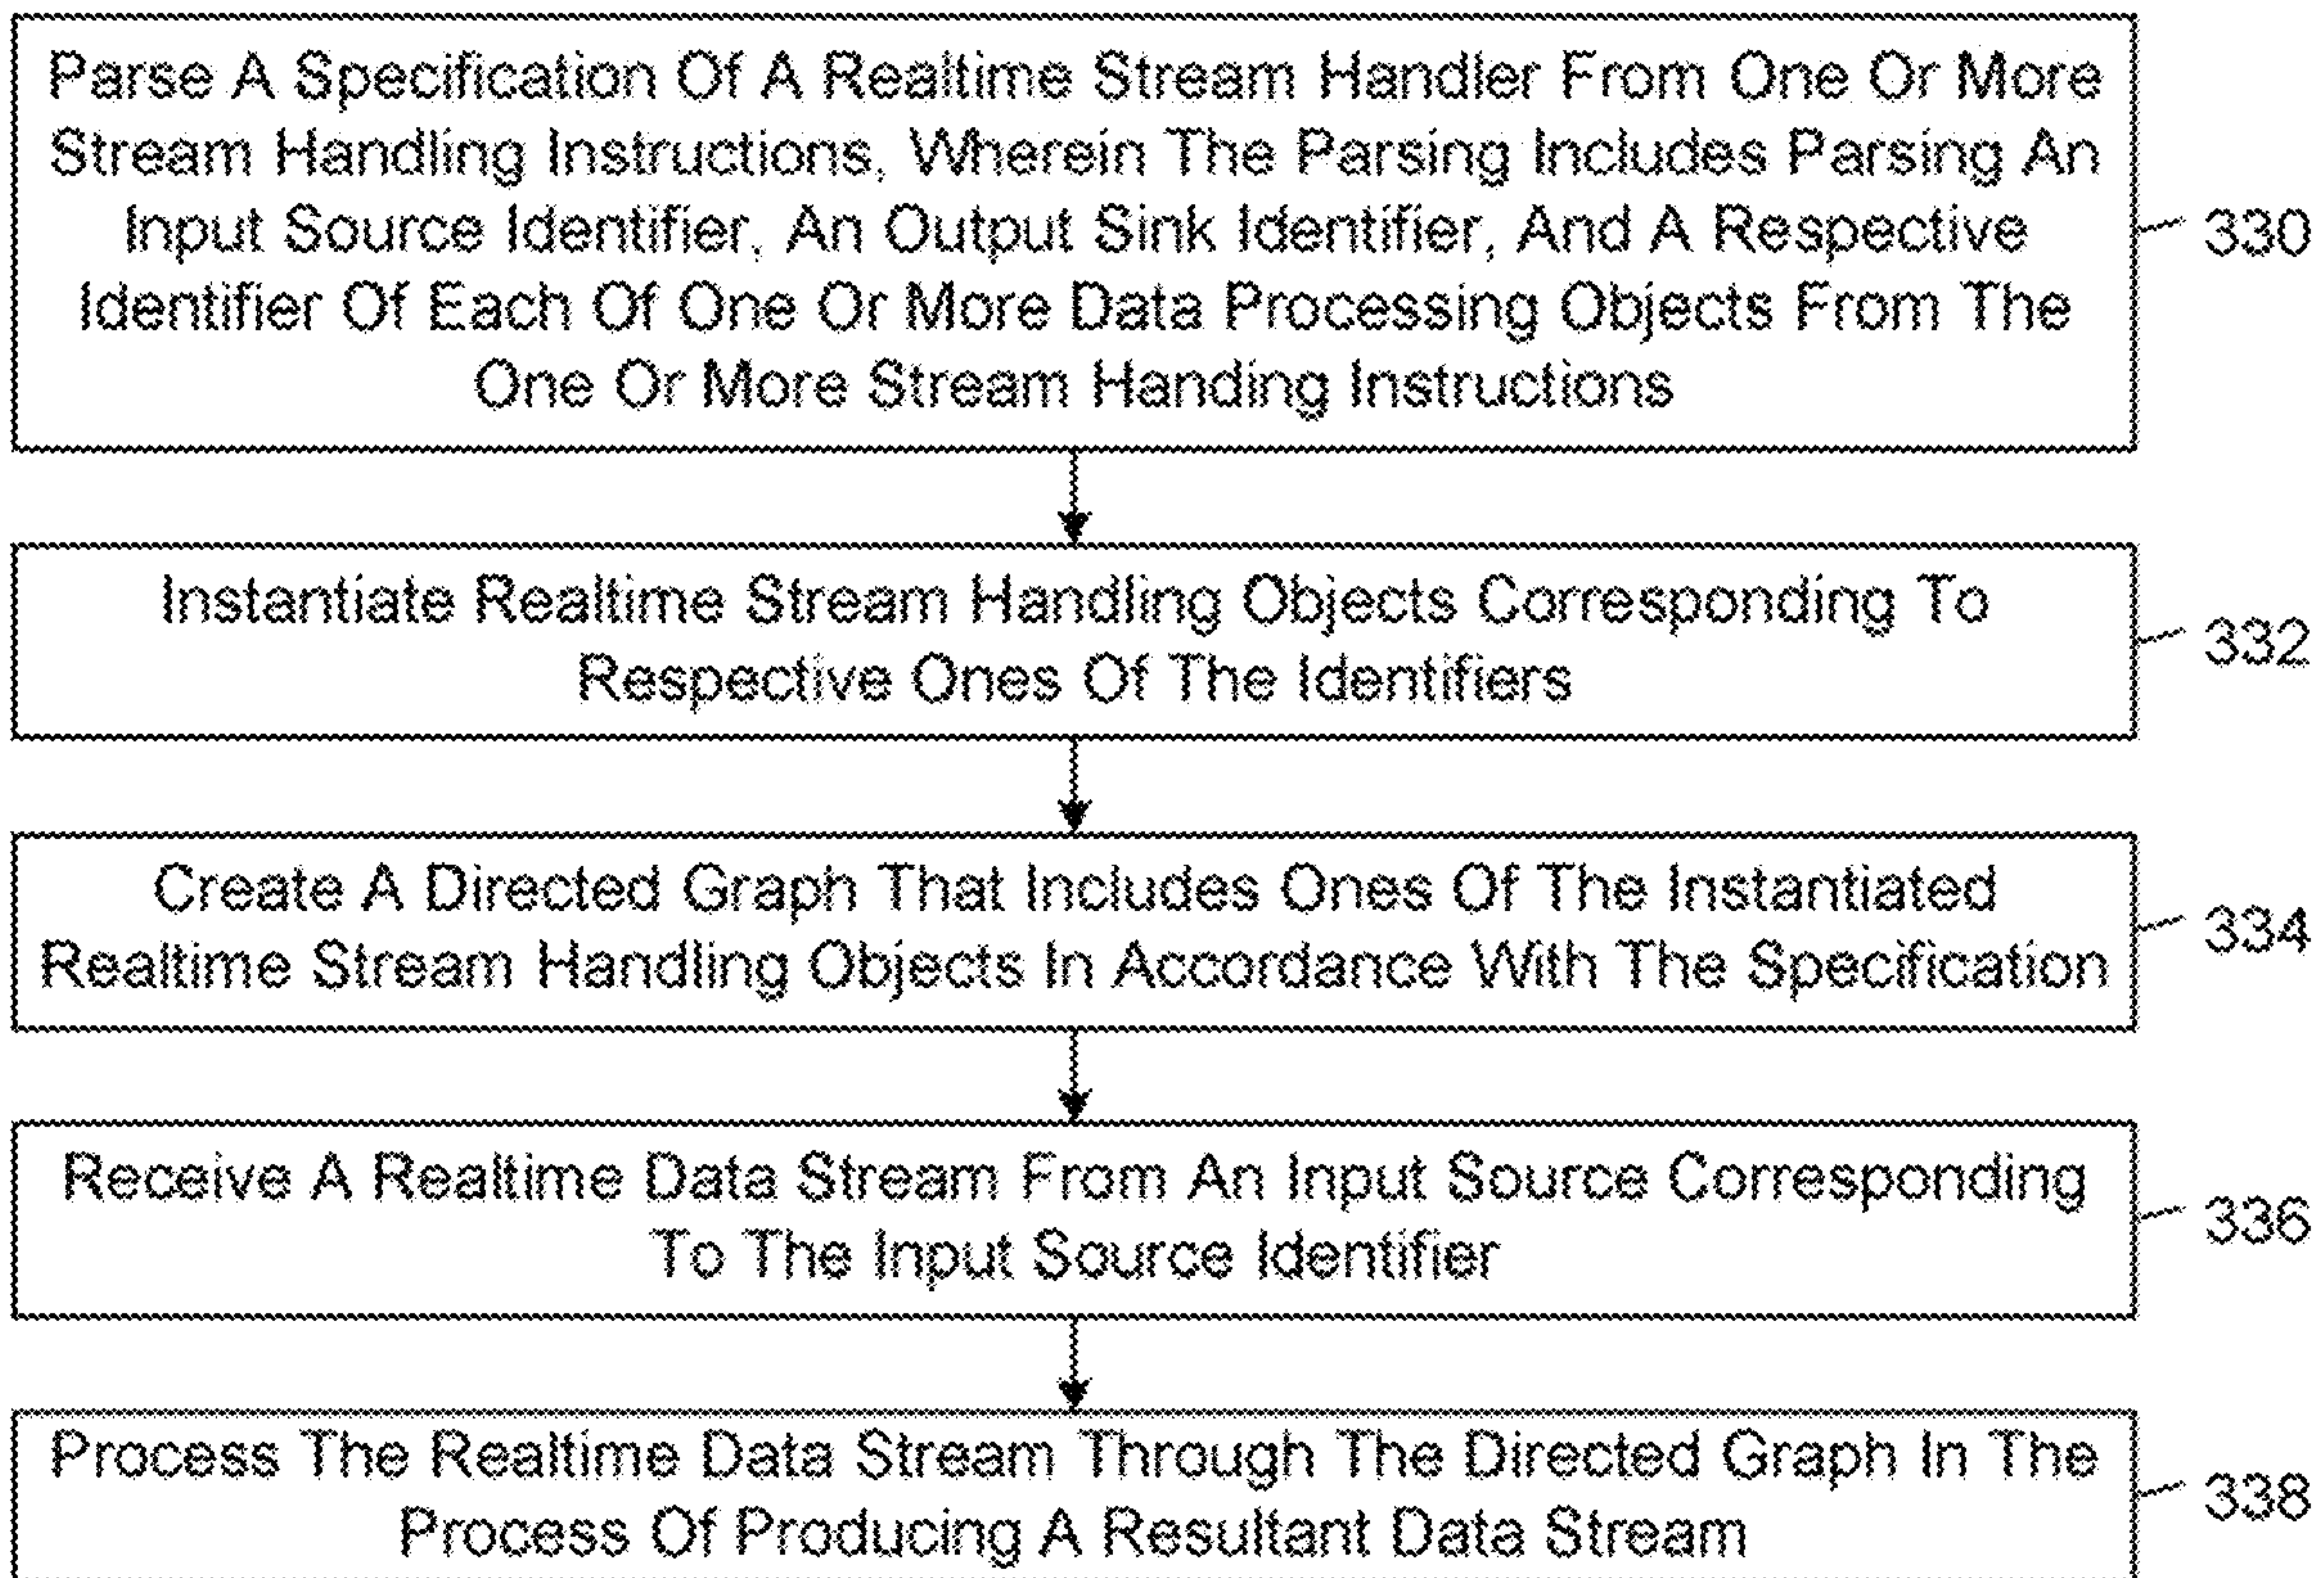 Parse A Specification Of A Realtime Stream Handler From One Or More
Stream Handling Instructions, Wherein The Parsing Includes Parsing An
Input Source Identifier, An Output Sink Identifier, And A Respective
Identifier Of Each Of One Or More Data Processing Objects From The
One Or More Stream Handing Instructions
330
Instantiate Realtime Stream Handling Objects Corresponding To
Respective Ones Of The Identifiers
332
Create A Directed Graph That Includes Ones Of The Instantiated
Realtime Stream Handling Objects In Accordance With The Specification
334
Receive A Realtime Data Stream From An Input Source Corresponding
To The Input Source Identifier
336
Process The Realtime Data Stream Through The Directed Graph In The
Process Of Producing A Resultant Data Stream
338